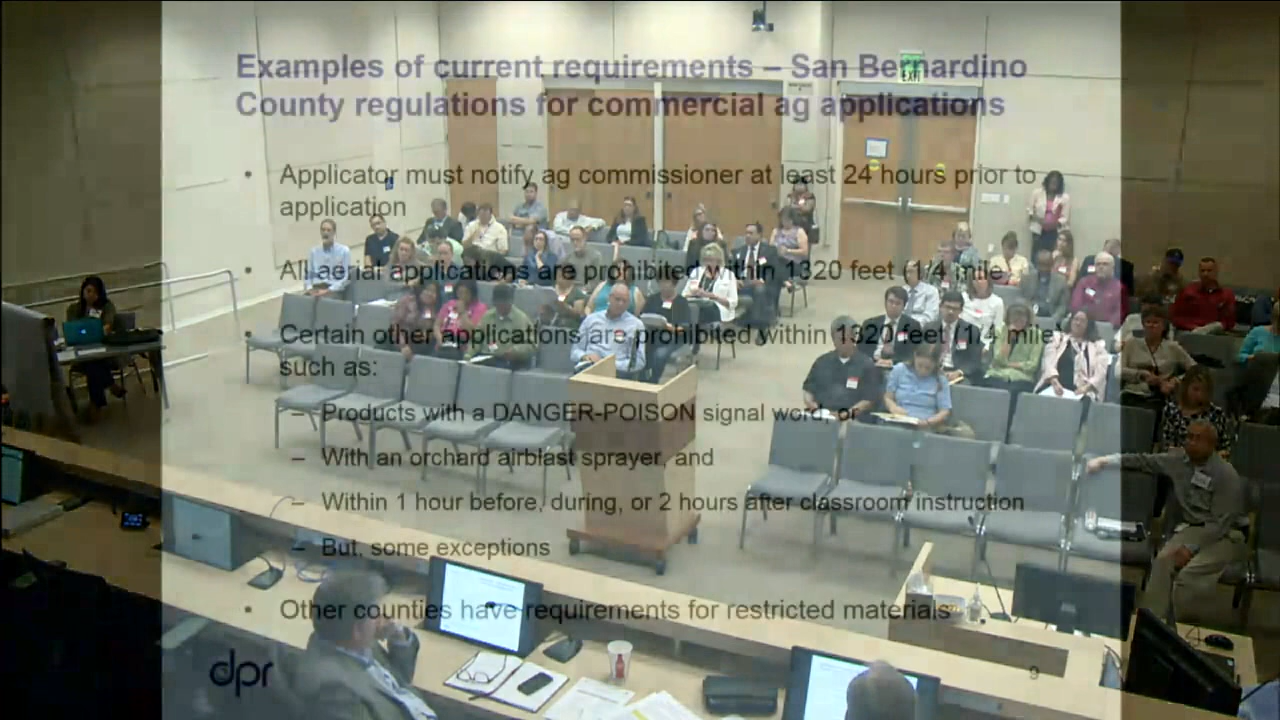 Examples of current requirements – San Bernardino
County regulations for commercial ag applications
• Applicator must notify ag commissioner at least 24 hours prior to
application
• All aerial applications are prohibited within 1320 feet (1/4 mile)
• Certain other applications are prohibited within 1320 feet 1/4 mile
such as:
– Products with a DANGER-POISON signal word, or
– With an orchard airblast sprayer, and
– Within 1 hour before, during, or 2 hours after classroom instruction
– But, some exceptions
• Other counties have requirements for restricted materials
dpr
9
EXIT